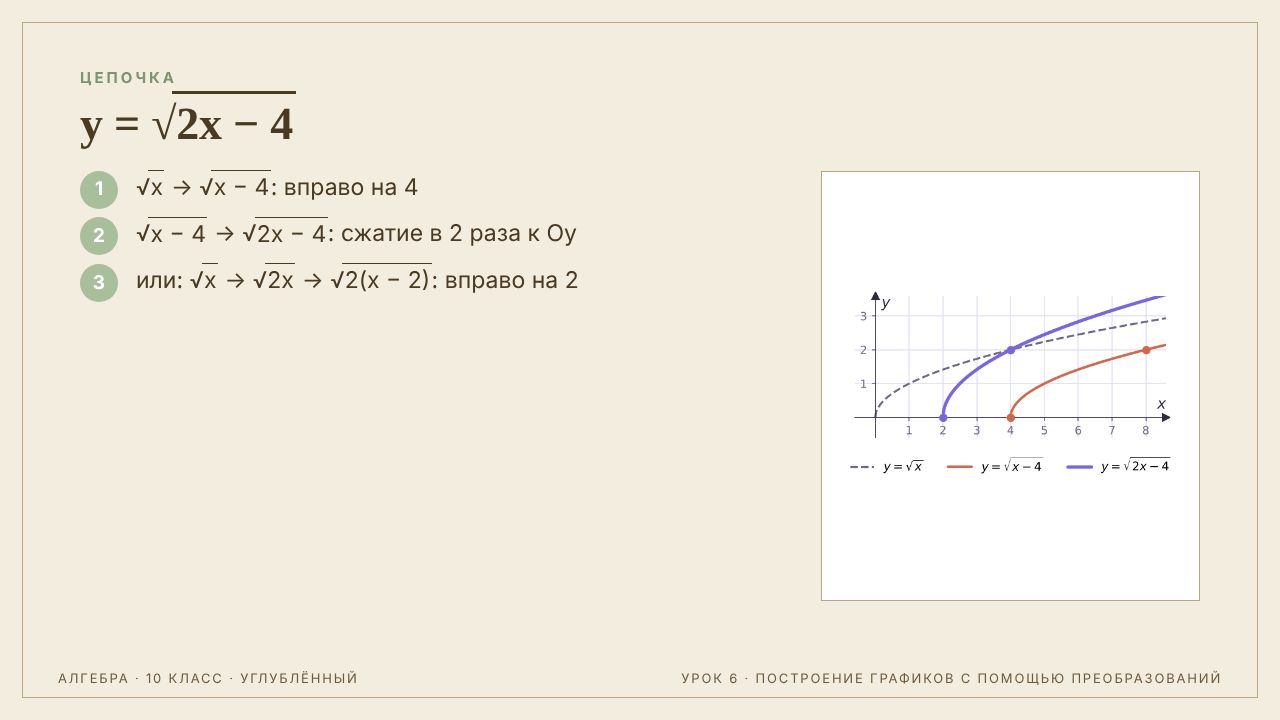 ЦЕПОЧКА
y = √2x − 4
1 √x → √x − 4: вправо на 4
2 √x − 4 → √2x − 4: сжатие в 2 раза к Oy
3 или: √x → √2x → √2(x − 2): вправо на 2
y
3
2
1
x
1 2 3 4 5 6 7 8
y = √x y = √x − 4 y = √2x − 4
АЛГЕБРА · 10 КЛАСС · УГЛУБЛЁННЫЙ
УРОК 6 · ПОСТРОЕНИЕ ГРАФИКОВ С ПОМОЩЬЮ ПРЕОБРАЗОВАНИЙ